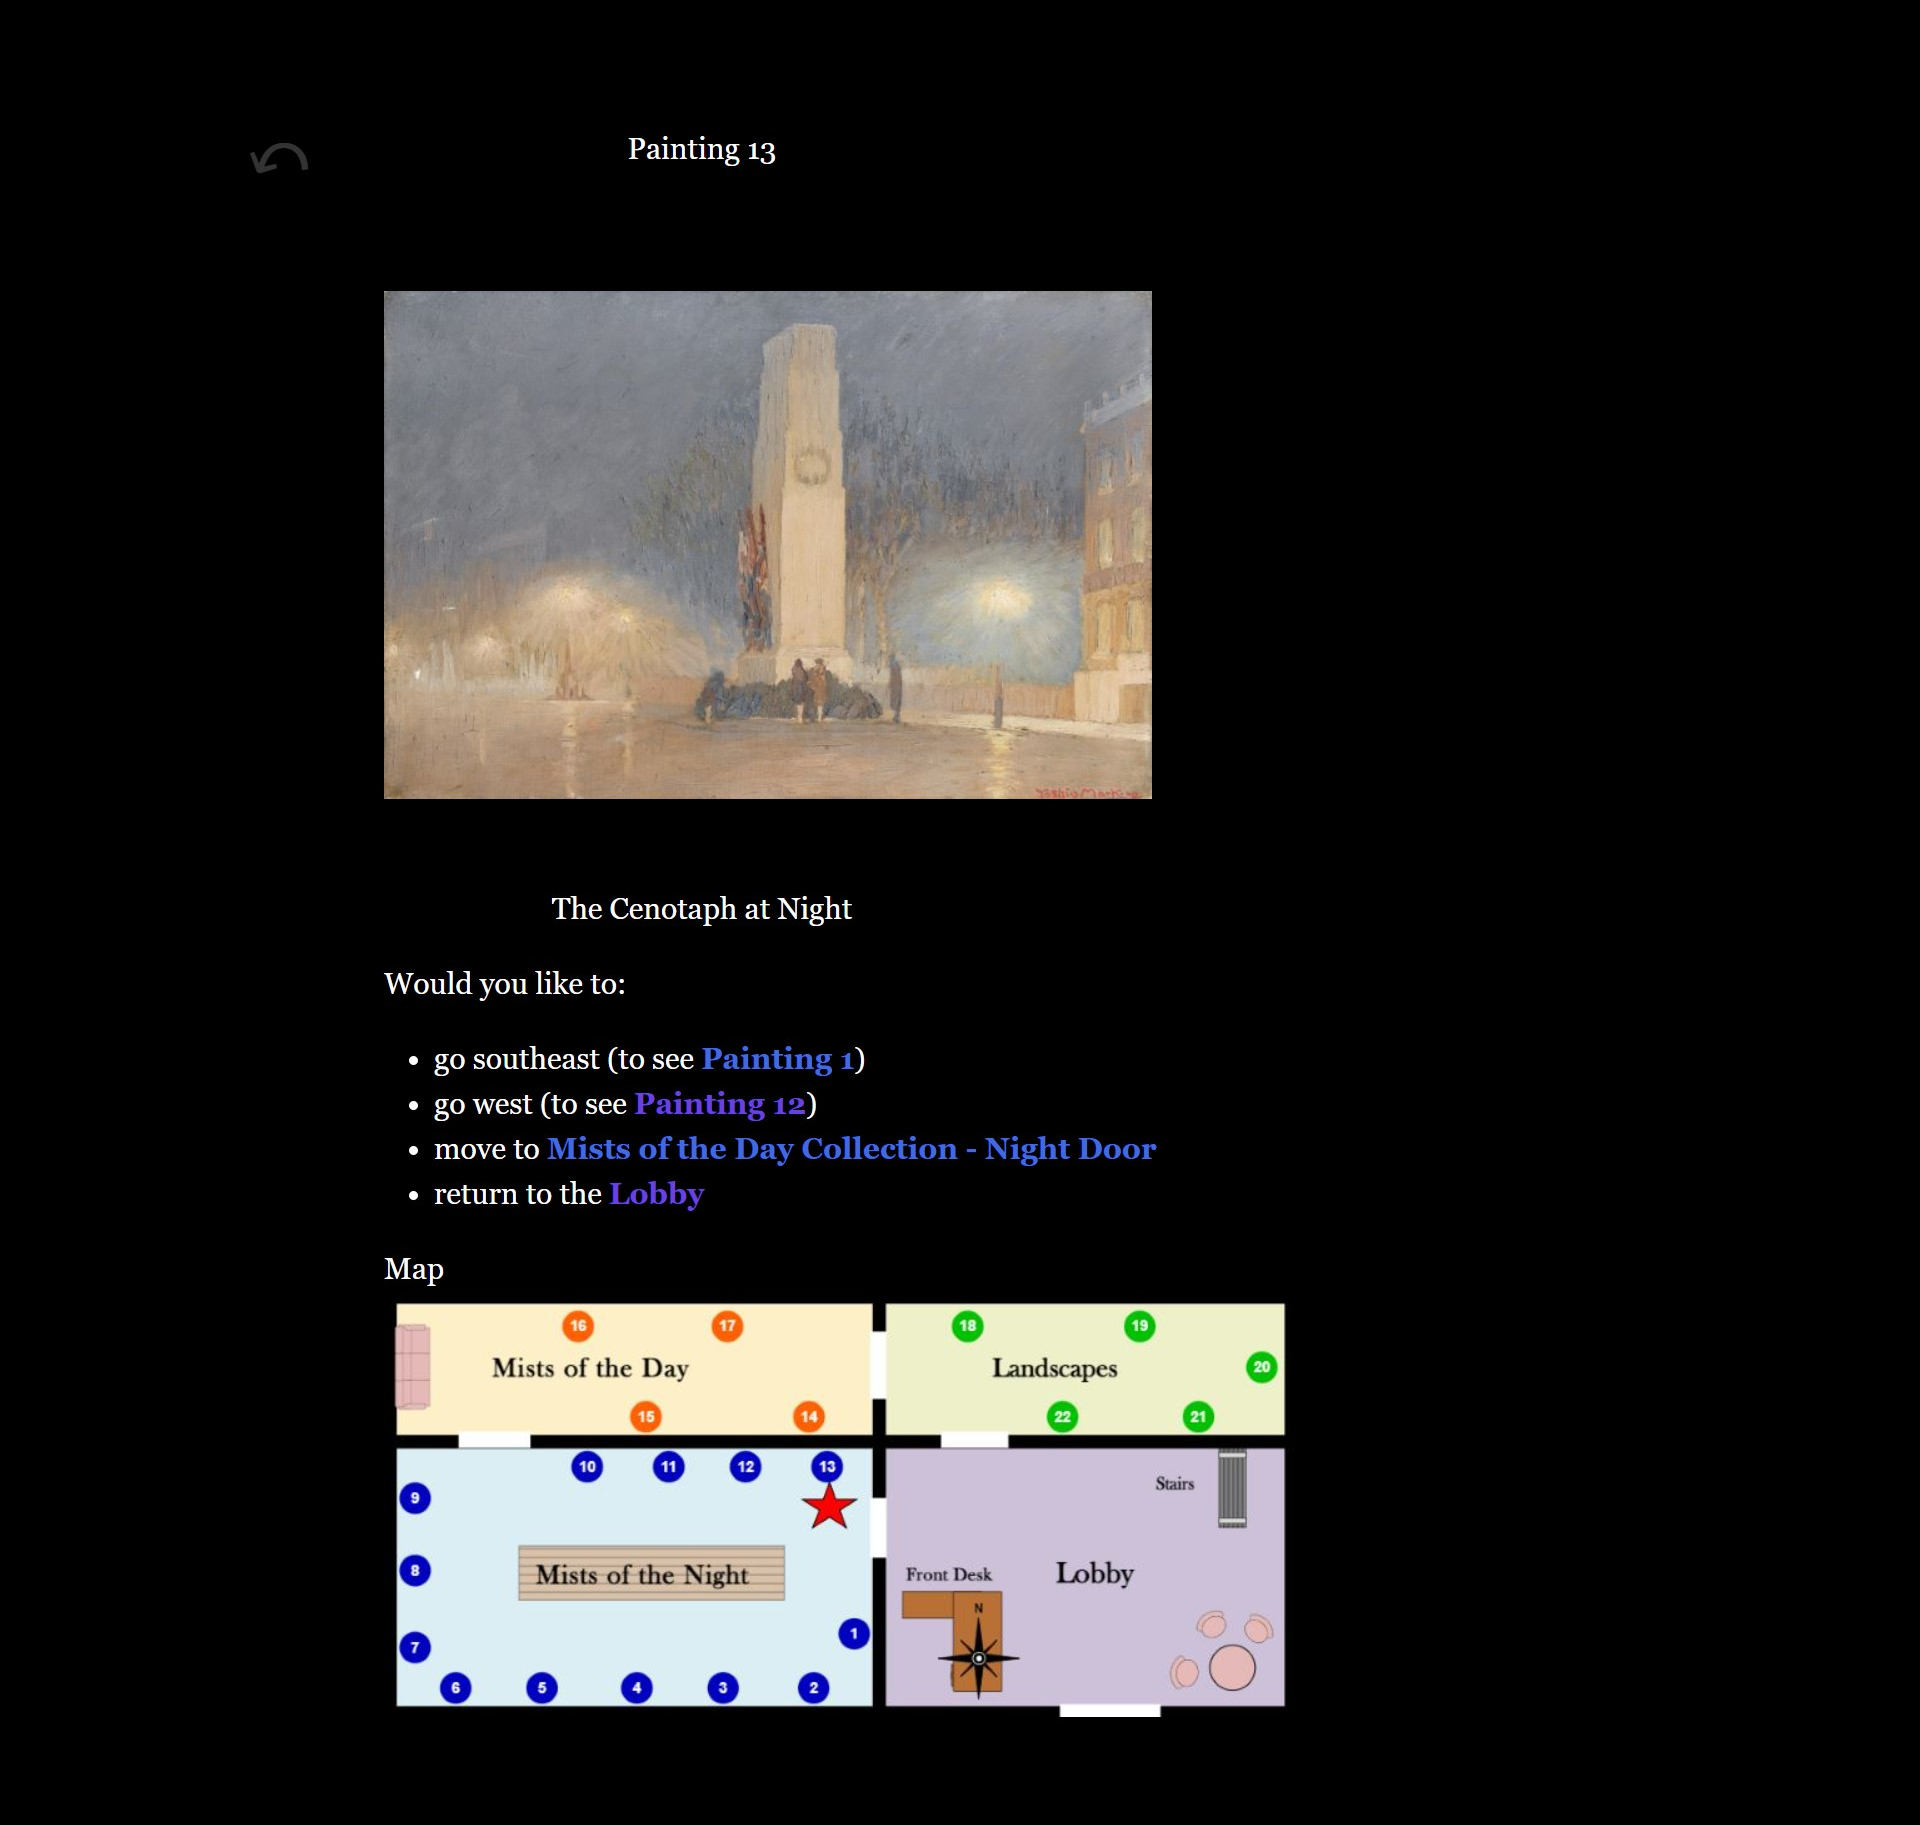 Painting 13
Yoshio Markino
The Cenotaph at Night
Would you like to:
go southeast (to see Painting 1)
go west (to see Painting 12)
move to Mists of the Day Collection - Night Door
return to the Lobby
Map
16 17
Mists of the Day
15 14
18 19
Landscapes
20
22 21
10 11 12 13
9
8
Mists of the Night
7
1
6 5 4 3 2
Stairs
Front Desk
Lobby
N